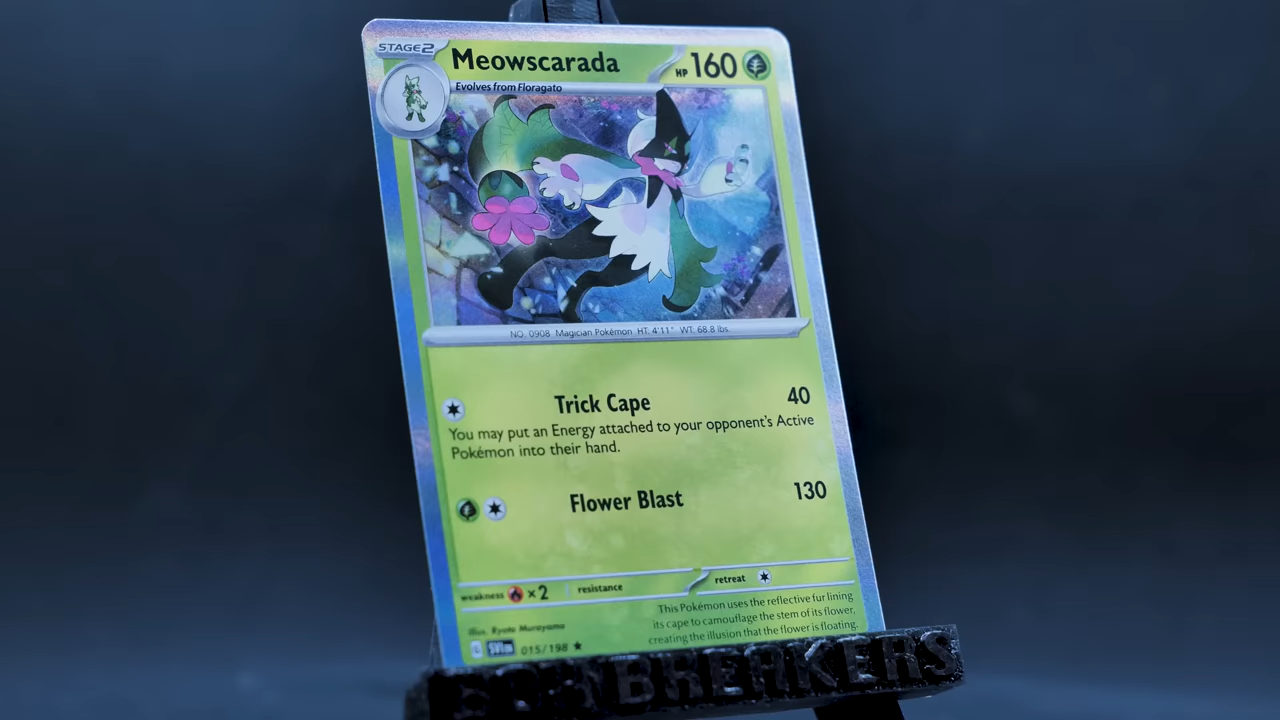 STAGE2
Meowscarada
HP 160
Evolves from Floragato
NO. 0908 Magician Pokémon HT: 4'11" WT: 68.8 lbs.
Trick Cape 40
You may put an Energy attached to your opponent's Active
Pokémon into their hand.
Flower Blast 130
weakness ×2 resistance retreat
This Pokémon uses the reflective fur lining
its cape to camouflage the stem of its flower,
creating the illusion that the flower is floating.
Illus. Ryota Murayama
G SVI EN 015/198 ★
BREAKERS